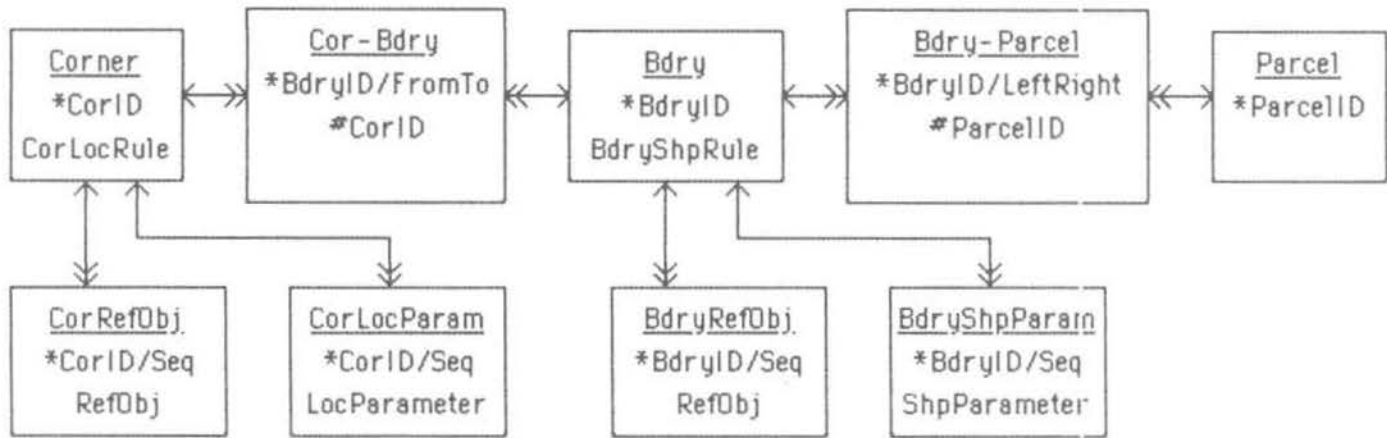 Corner
*CorID
CorLocRule
Cor-Bdry
*BdryID/FromTo
#CorID
Bdry
*BdryID
BdryShpRule
Bdry-Parcel
*BdryID/LeftRight
#ParcelID
Parcel
*ParcelID
CorRefObj
*CorID/Seq
RefObj
CorLocParam
*CorID/Seq
LocParameter
BdryRefObj
*BdryID/Seq
RefObj
BdryShpParam
*BdryID/Seq
ShpParameter